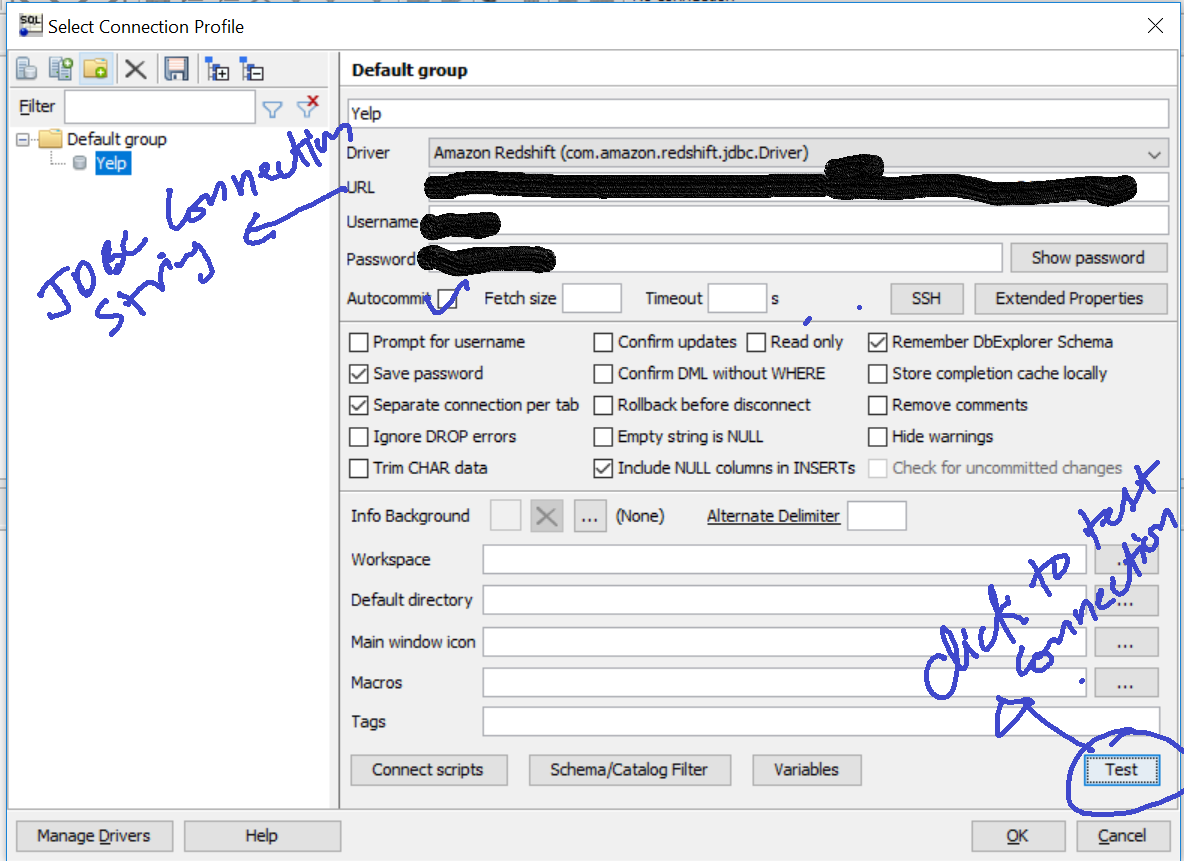 Select Connection Profile
Filter
Default group
Yelp
JDBC Connection
String
Default group
Yelp
Driver Amazon Redshift (com.amazon.redshift.jdbc.Driver)
URL
Username
Password Show password
Autocommit Fetch size Timeout s SSH Extended Properties
Prompt for username Confirm updates Read only Remember DbExplorer Schema
Save password Confirm DML without WHERE Store completion cache locally
Separate connection per tab Rollback before disconnect Remove comments
Ignore DROP errors Empty string is NULL Hide warnings
Trim CHAR data Include NULL columns in INSERTs Check for uncommitted changes
Info Background ... (None) Alternate Delimiter
Workspace ...
Default directory ...
Main window icon ...
Macros ...
Tags
click to test
connection
Connect scripts Schema/Catalog Filter Variables Test
Manage Drivers Help OK Cancel